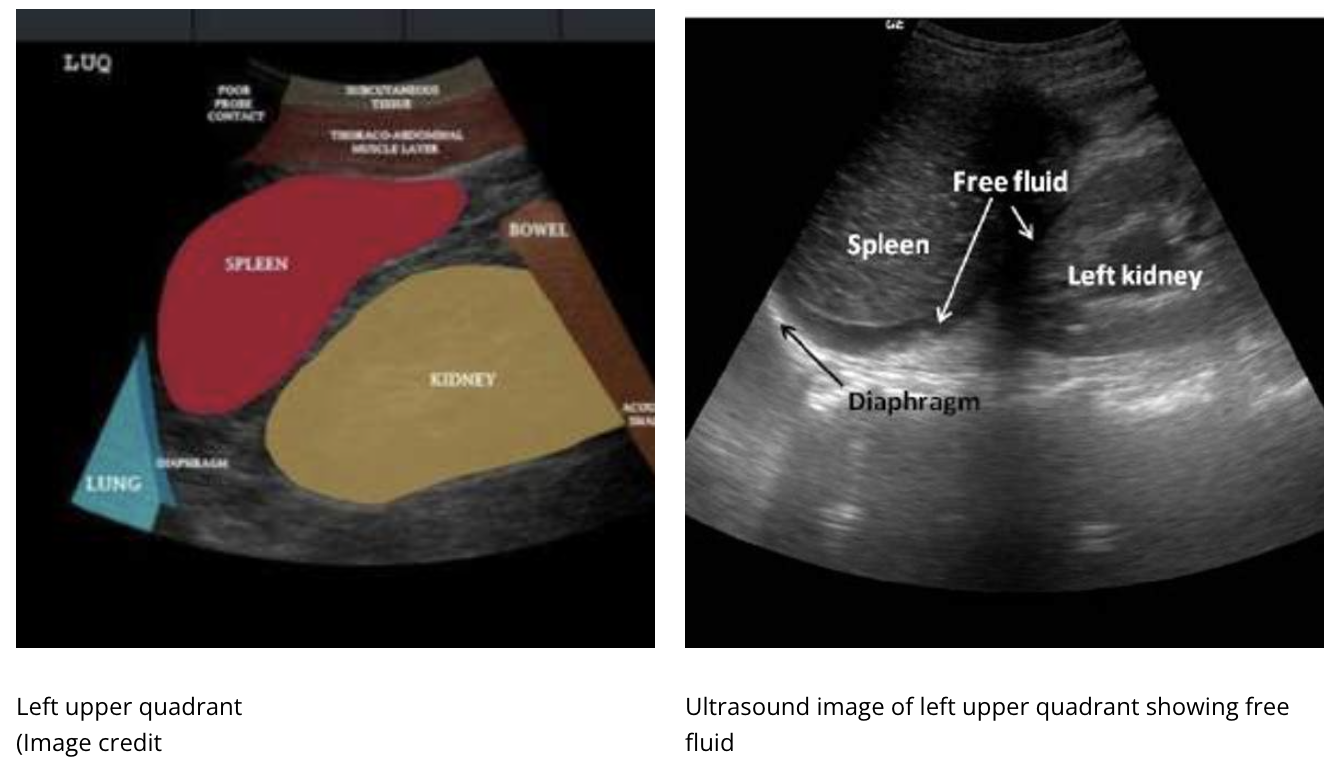 LUQ
POOR
PROBE
CONTACT
SUBCUTANEOUS
TISSUE
THORACO-ABDOMINAL
MUSCLE LAYER
BOWEL
SPLEEN
KIDNEY
DIAPHRAGM
LUNG
Free fluid
Spleen
Left kidney
Diaphragm
Left upper quadrant
(Image credit
Ultrasound image of left upper quadrant showing free
fluid